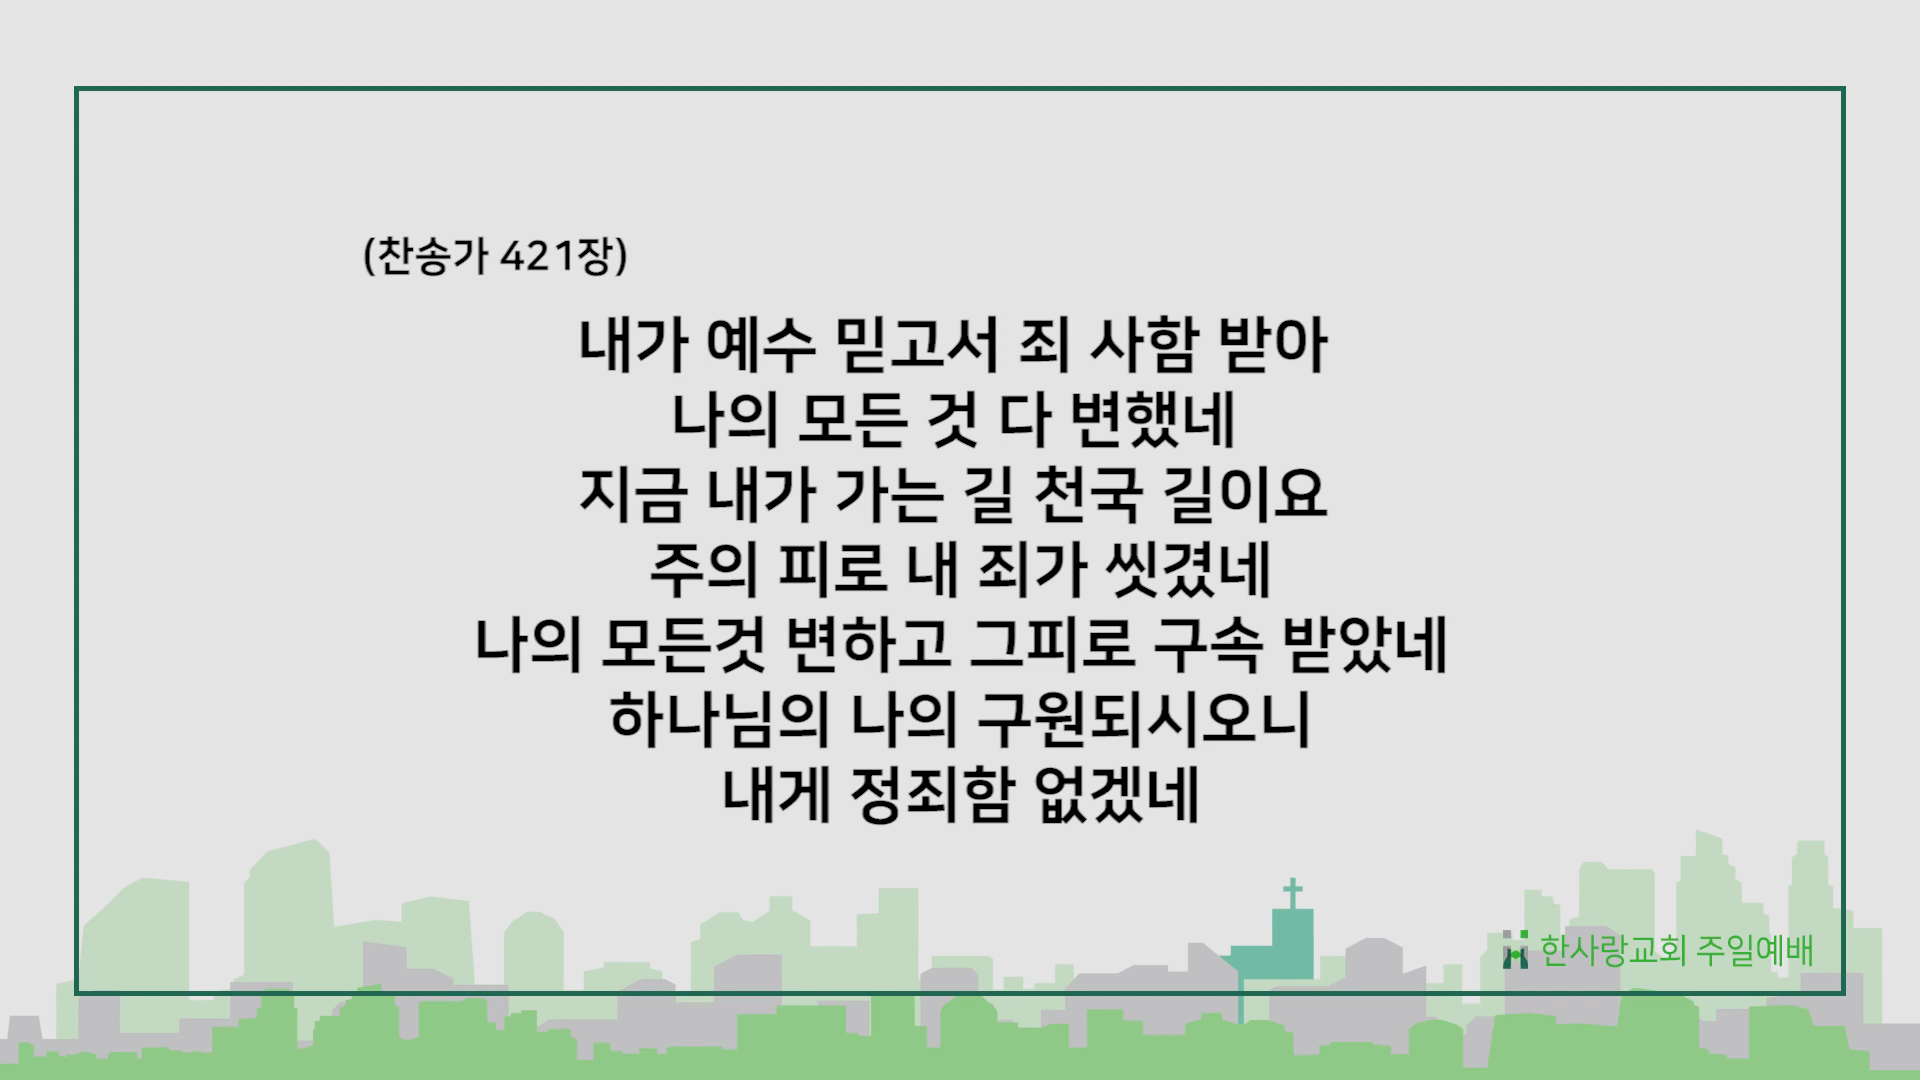 (찬송가 421장)
내가 예수 믿고서 죄 사함 받아
나의 모든 것 다 변했네
지금 내가 가는 길 천국 길이요
주의 피로 내 죄가 씻겼네
나의 모든것 변하고 그피로 구속 받았네
하나님의 나의 구원되시오니
내게 정죄함 없겠네
한사랑교회 주일예배